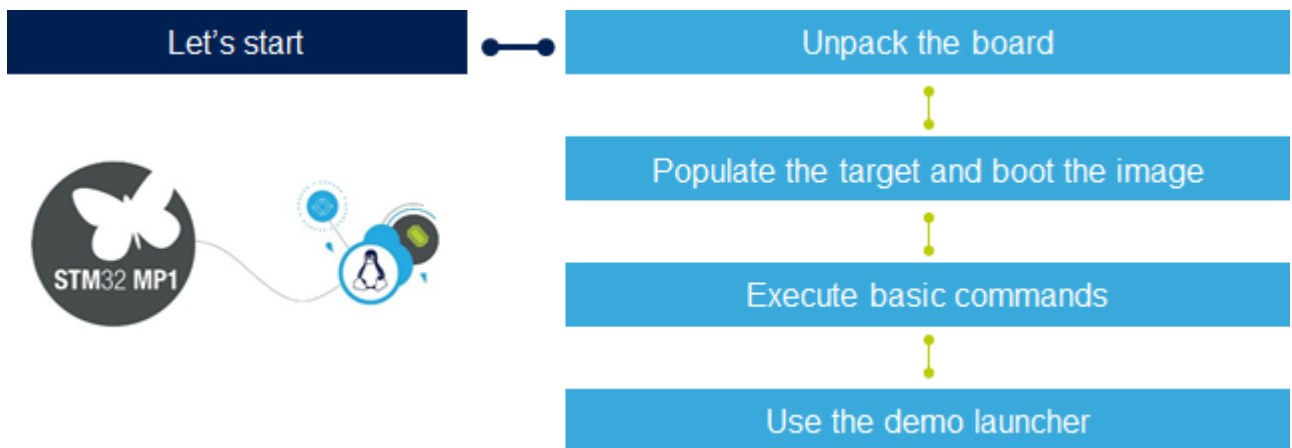 Let's start
Unpack the board
Populate the target and boot the image
STM32 MP1
Execute basic commands
Use the demo launcher